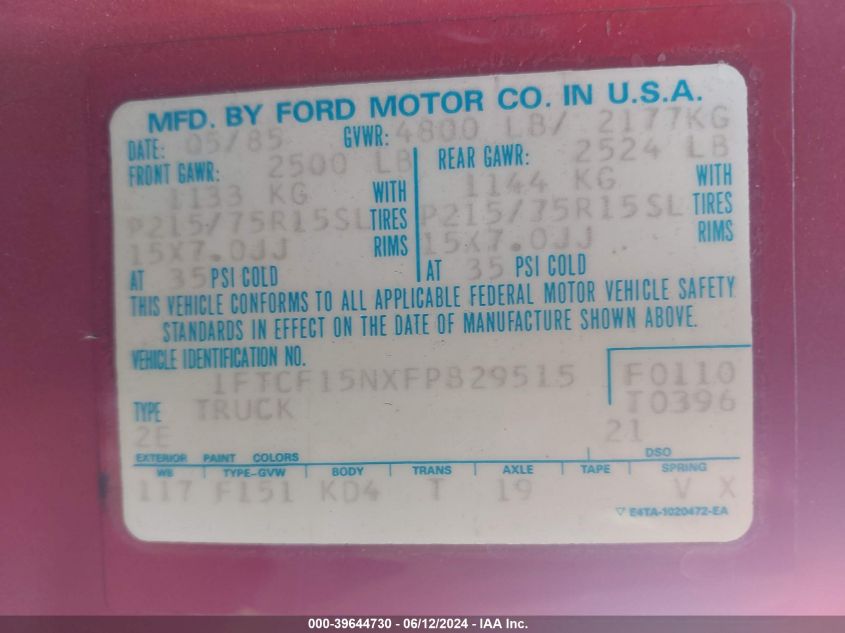 MFD. BY FORD MOTOR CO. IN U.S.A.
DATE: 05/85 GVWR: 4800 LB/ 2177KG
FRONT GAWR: 2500 LB REAR GAWR: 2524 LB
1133 KG WITH 1144 KG WITH
P215/75R15SL TIRES P215/75R15SL TIRES
15X7.0JJ RIMS 15X7.0JJ RIMS
AT 35 PSI COLD AT 35 PSI COLD
THIS VEHICLE CONFORMS TO ALL APPLICABLE FEDERAL MOTOR VEHICLE SAFETY
STANDARDS IN EFFECT ON THE DATE OF MANUFACTURE SHOWN ABOVE.
VEHICLE IDENTIFICATION NO.
1FTCF15NXFPB29515 F0110
TYPE TRUCK T0396
2E 21
EXTERIOR PAINT COLORS DSO
WB TYPE-GVW BODY TRANS AXLE TAPE SPRING
117 F151 KD4 T 19 V X
▽ E4TA-1020472-EA
000-39644730 - 06/12/2024 - IAA Inc.